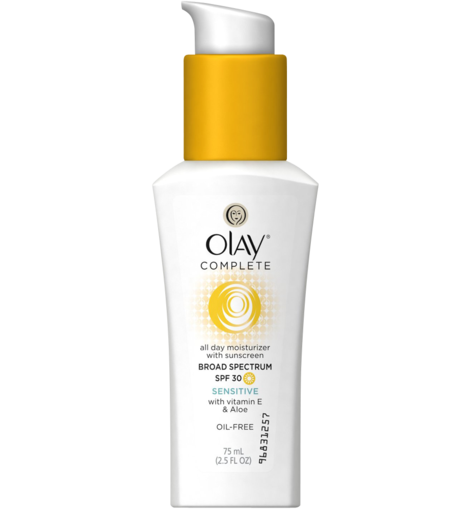 OLAY®
COMPLETE
all day moisturizer
with sunscreen
BROAD SPECTRUM
SPF 30
SENSITIVE
with vitamin E
& Aloe
OIL-FREE
75 mL
(2.5 FL OZ)
96831257